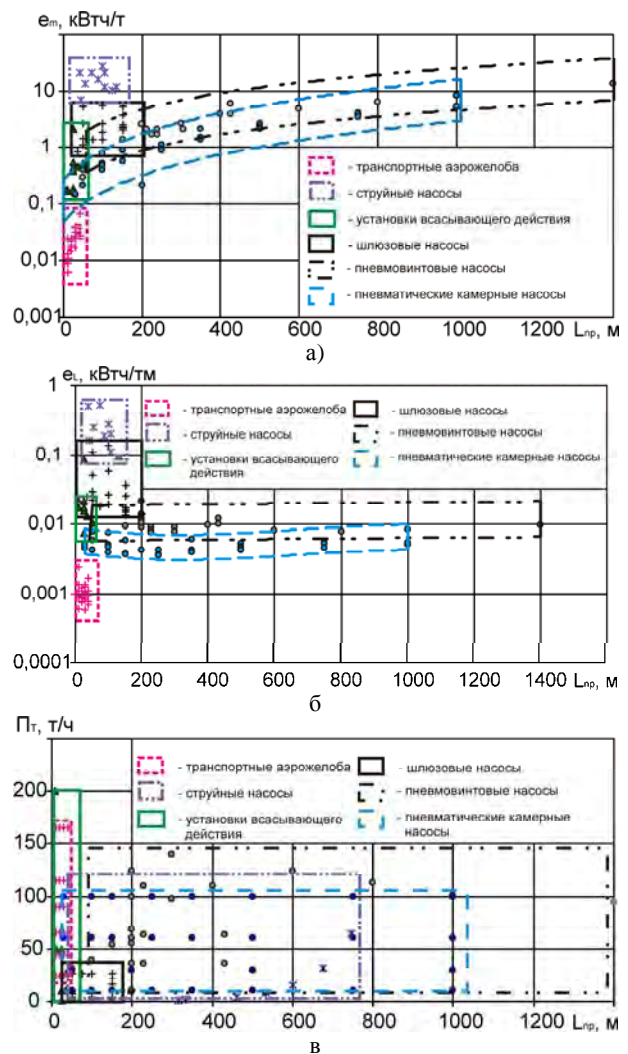 eₘ, кВтч/т
100
10
1
0,1
0,01
0,001
0
200
400
600
800
1000
1200
Lпр, м
- транспортные аэрожелоба
- струйные насосы
- установки всасывающего действия
- шлюзовые насосы
- пневмовинтовые насосы
- пневматические камерные насосы
а)
e_L, кВтч/тм
1
0,1
0,01
0,001
0,0001
0
200
400
600
800
1000
1200
1400
Lпр, м
- транспортные аэрожелоба
- струйные насосы
- установки всасывающего
действия
- шлюзовые насосы
- пневмовинтовые насосы
- пневматические камерные насосы
б
Пт, т/ч
200
150
100
50
0
0
200
400
600
800
1000
1200
Lпр, м
- транспортные аэрожелоба
- струйные насосы
- установки всасывающего
действия
- шлюзовые насосы
- пневмовинтовые насосы
- пневматические камерные
насосы
в